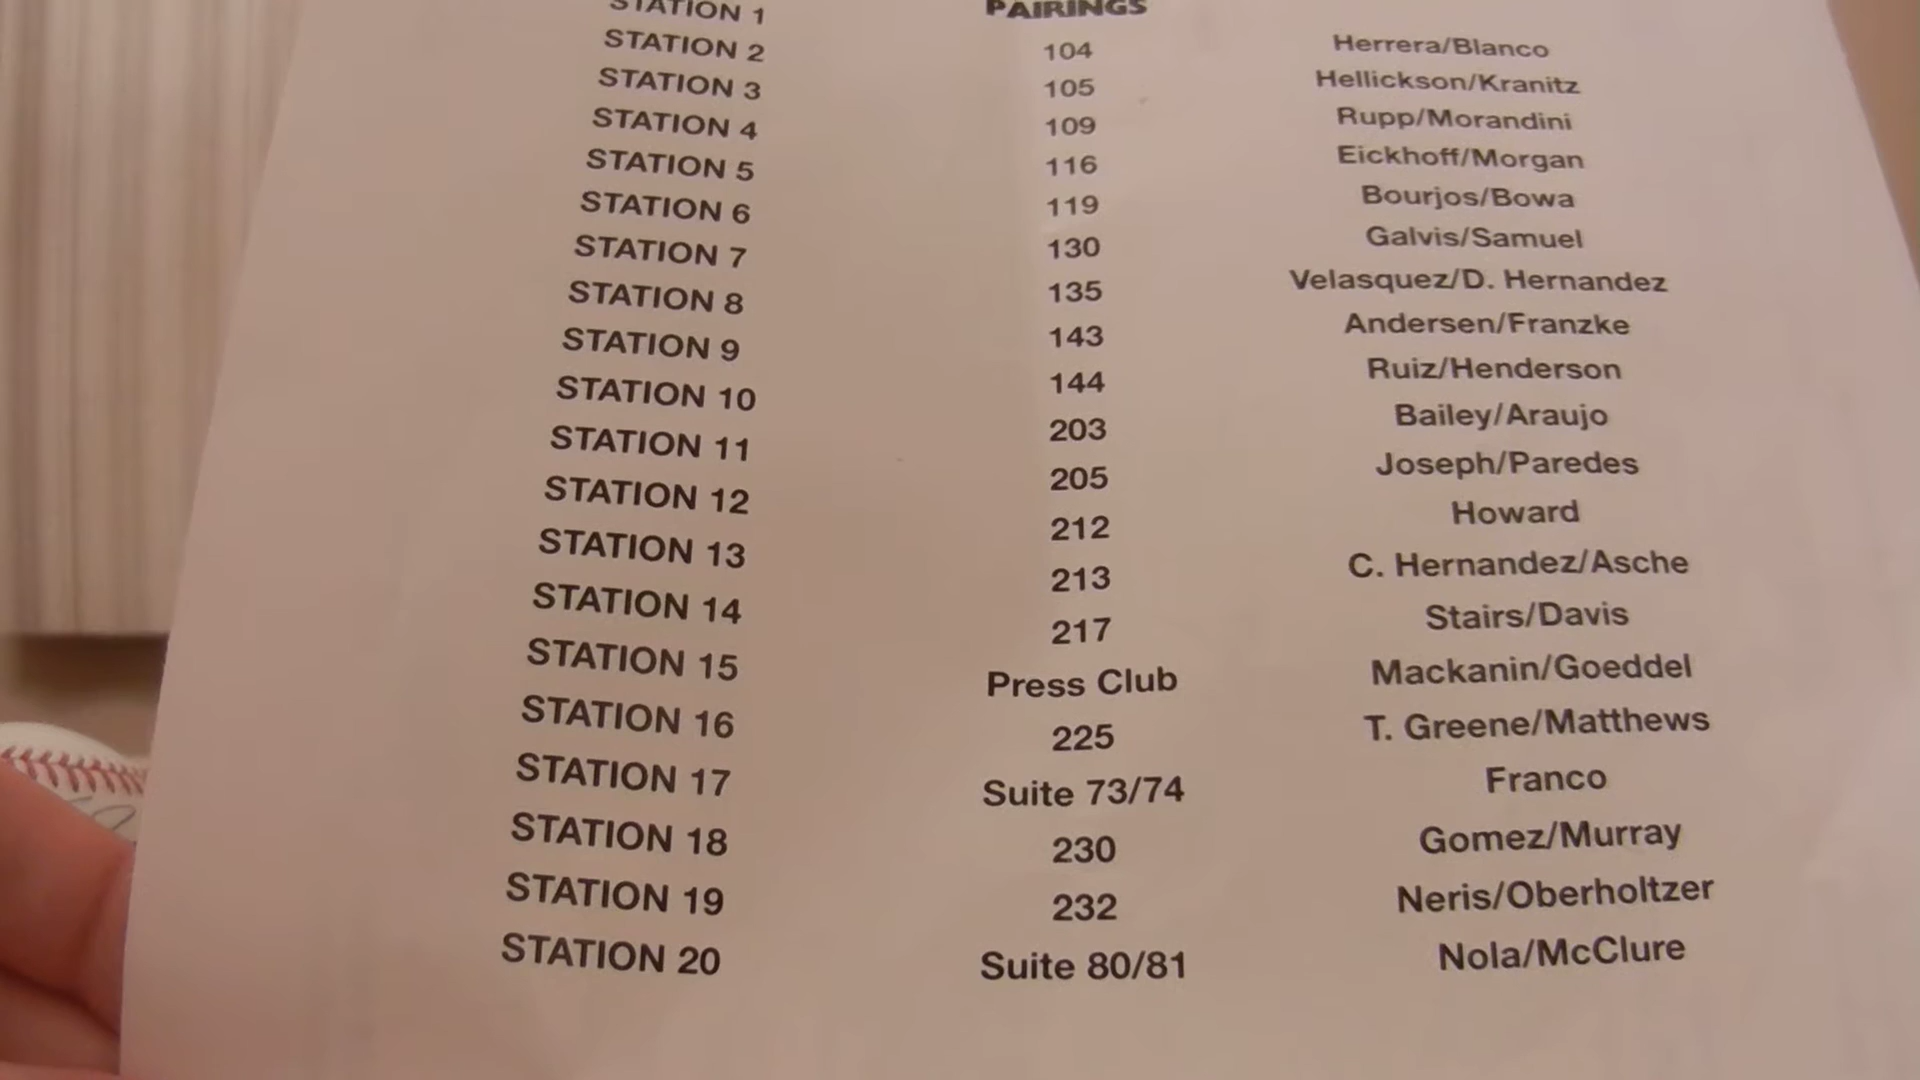 PAIRINGS
STATION 1 104 Herrera/Blanco
STATION 2 105 Hellickson/Kranitz
STATION 3 109 Rupp/Morandini
STATION 4 116 Eickhoff/Morgan
STATION 5 119 Bourjos/Bowa
STATION 6 130 Galvis/Samuel
STATION 7 135 Velasquez/D. Hernandez
STATION 8 143 Andersen/Franzke
STATION 9 144 Ruiz/Henderson
STATION 10 203 Bailey/Araujo
STATION 11 205 Joseph/Paredes
STATION 12 212 Howard
STATION 13 213 C. Hernandez/Asche
STATION 14 217 Stairs/Davis
STATION 15 Press Club Mackanin/Goeddel
STATION 16 225 T. Greene/Matthews
STATION 17 Suite 73/74 Franco
STATION 18 230 Gomez/Murray
STATION 19 232 Neris/Oberholtzer
STATION 20 Suite 80/81 Nola/McClure